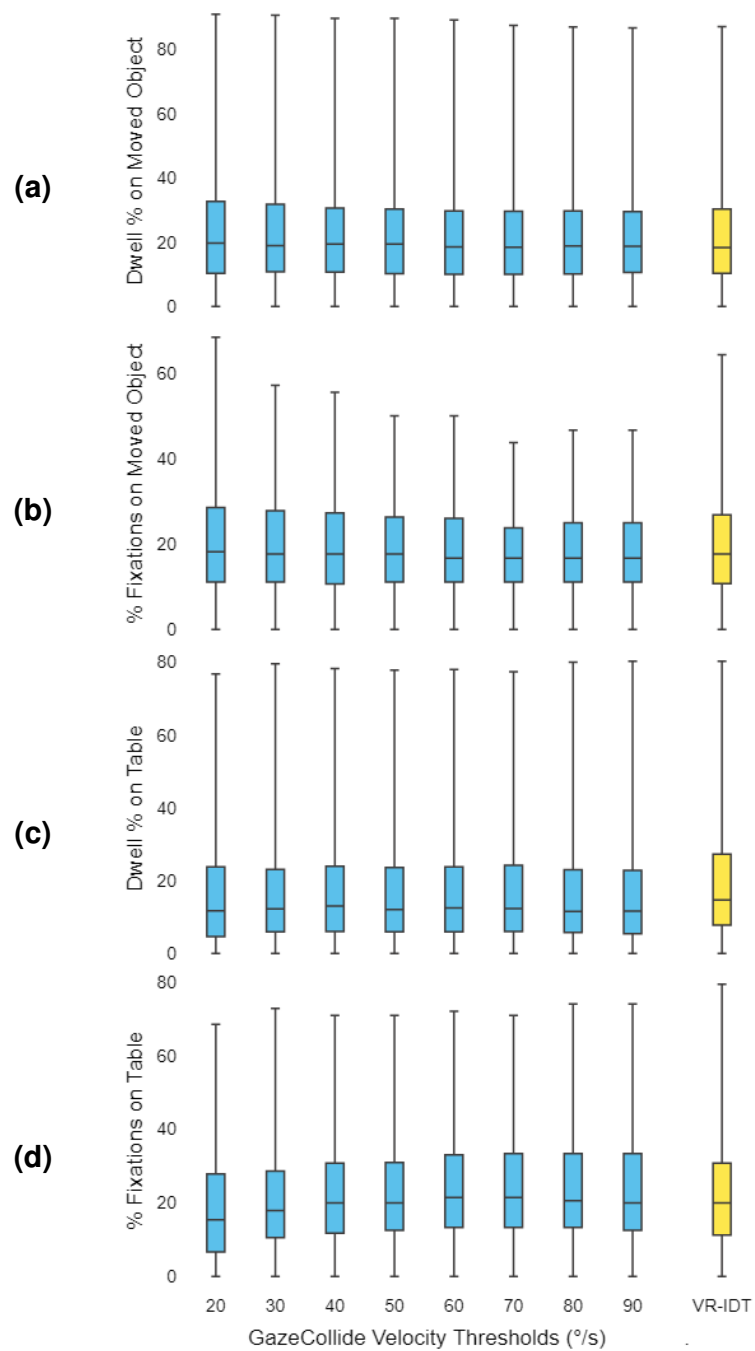 (a)
Dwell % on Moved Object
80
60
40
20
0
(b)
% Fixations on Moved Object
60
40
20
0
(c)
Dwell % on Table
80
60
40
20
0
(d)
% Fixations on Table
80
60
40
20
0
20 30 40 50 60 70 80 90 VR-IDT
GazeCollide Velocity Thresholds (°/s)